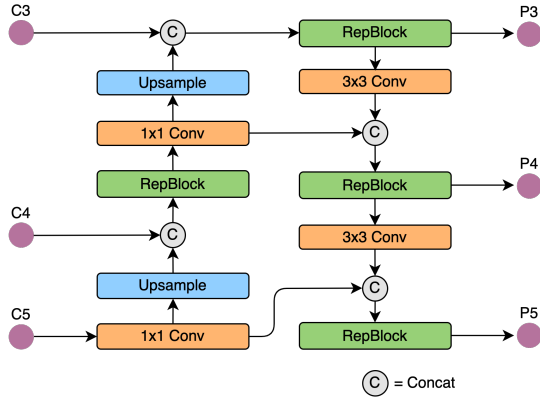 C3
C
RepBlock
P3
Upsample
3x3 Conv
1x1 Conv
C
RepBlock
RepBlock
P4
C4
C
3x3 Conv
Upsample
C
C5
1x1 Conv
RepBlock
P5
C = Concat